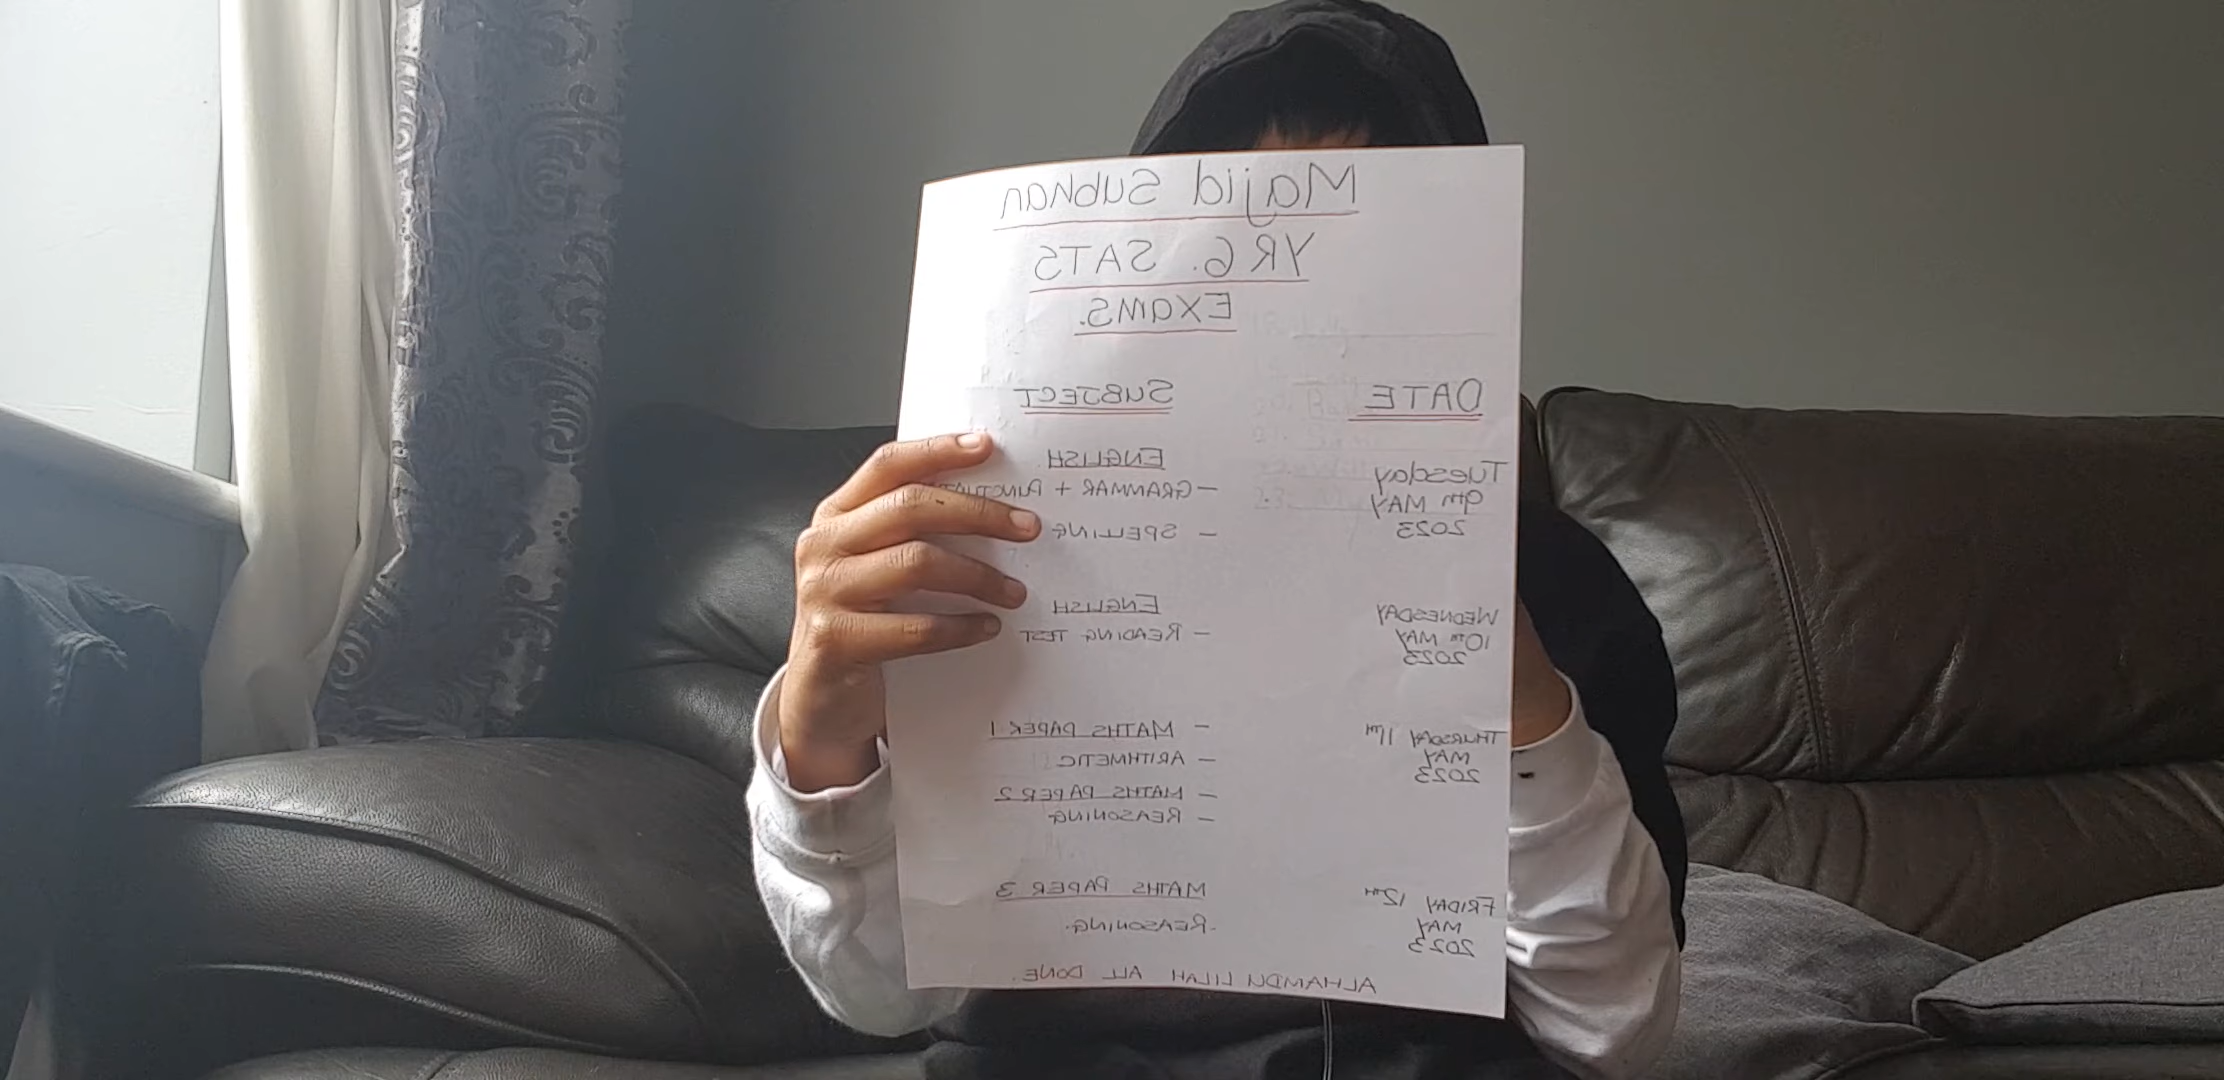 Majid Subhan
YR 6. SATS
Exams.
DATE SUBJECT
Tuesday
9TH MAY
2023
ENGLISH.
- GRAMMAR + PUNCTUATI
- SPELLING
WEDNESDAY
10TH MAY
2023
ENGLISH
- READING TEST
THURSDAY 11TH
MAY
2023
- MATHS PAPER 1
- ARITHMETIC
- MATHS PAPER 2
- REASONING
FRIDAY 12TH
MAY
2023
MATHS PAPER 3
- REASONING.
ALHAMDU LILAH ALL DONE.